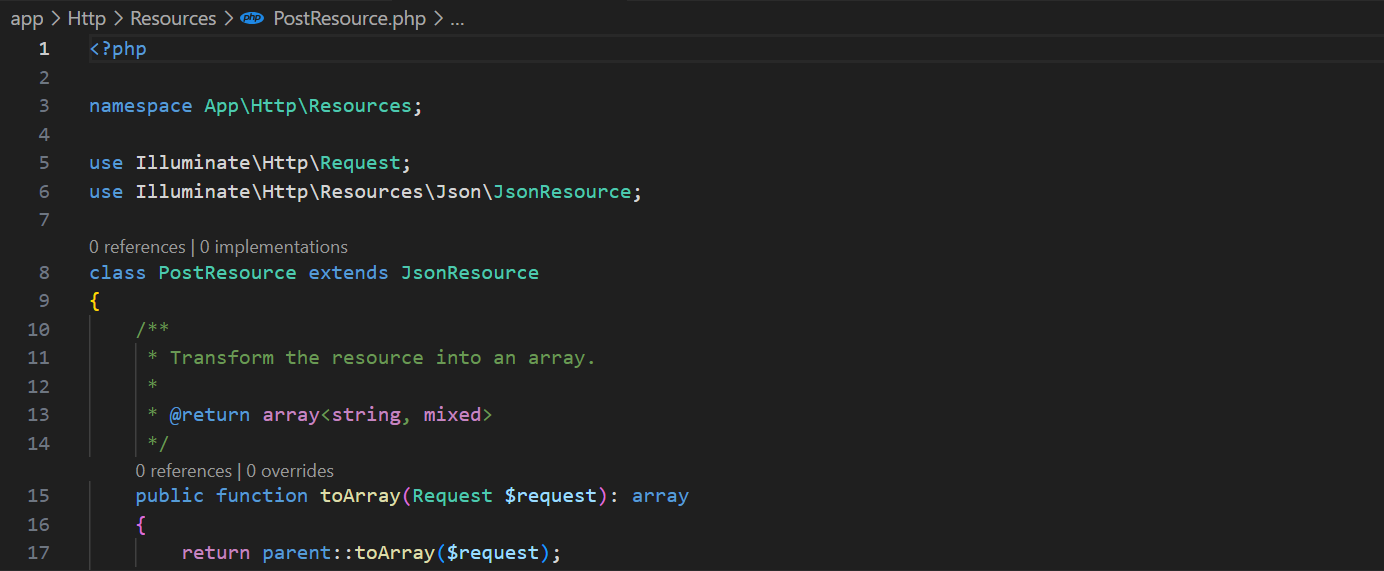 app > Http > Resources > php PostResource.php > ...
1 <?php
2
3 namespace App\Http\Resources;
4
5 use Illuminate\Http\Request;
6 use Illuminate\Http\Resources\Json\JsonResource;
7
0 references | 0 implementations
8 class PostResource extends JsonResource
9 {
10 /**
11 * Transform the resource into an array.
12 *
13 * @return array<string, mixed>
14 */
0 references | 0 overrides
15 public function toArray(Request $request): array
16 {
17 return parent::toArray($request);